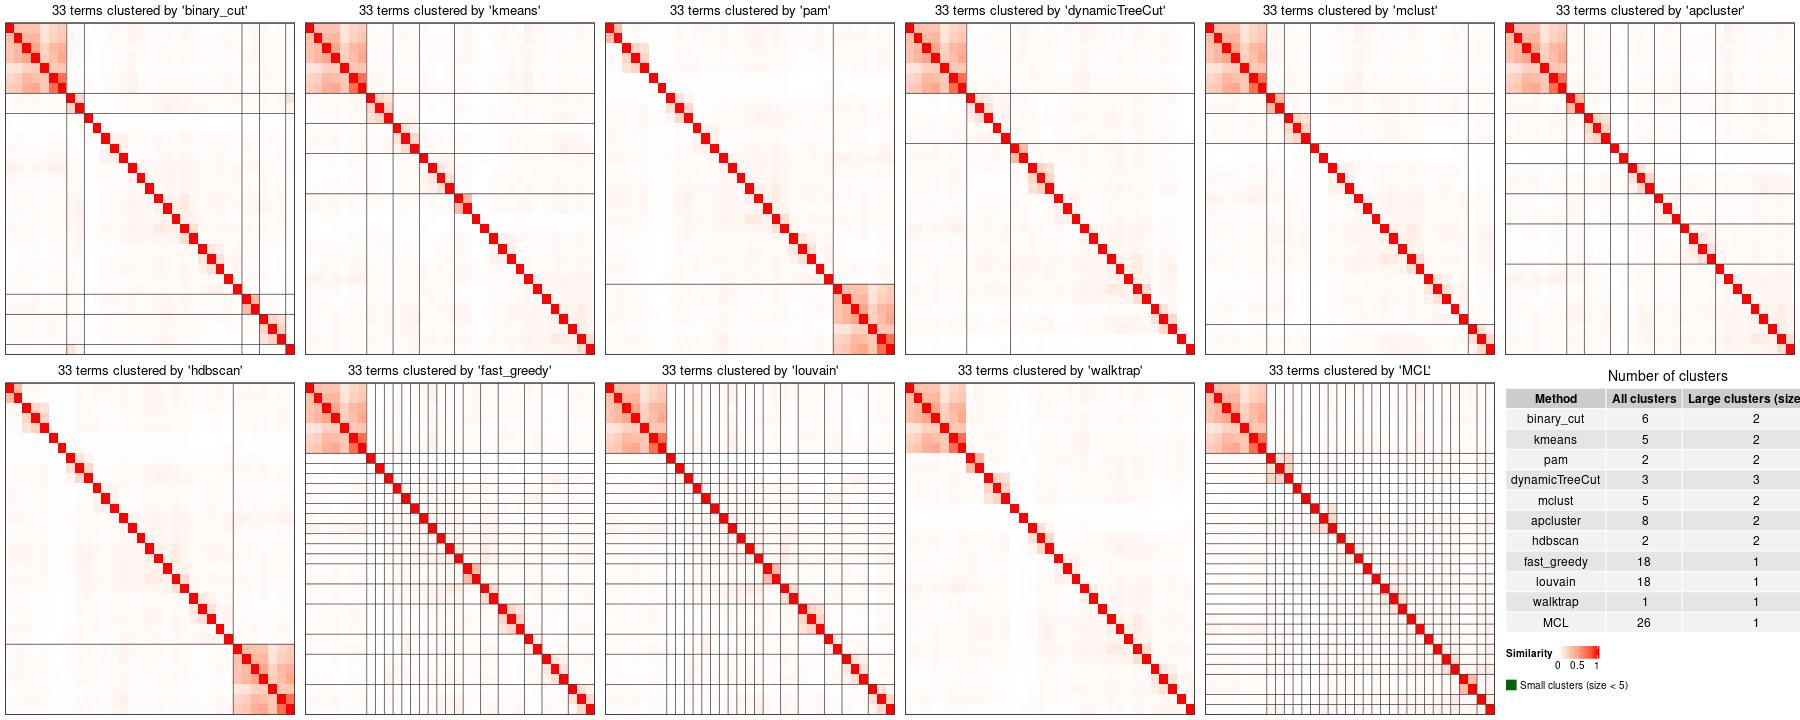 33 terms clustered by 'binary_cut'
33 terms clustered by 'kmeans'
33 terms clustered by 'pam'
33 terms clustered by 'dynamicTreeCut'
33 terms clustered by 'mclust'
33 terms clustered by 'apcluster'
33 terms clustered by 'hdbscan'
33 terms clustered by 'fast_greedy'
33 terms clustered by 'louvain'
33 terms clustered by 'walktrap'
33 terms clustered by 'MCL'
Number of clusters
Method All clusters Large clusters (size
binary_cut 6 2
kmeans 5 2
pam 2 2
dynamicTreeCut 3 3
mclust 5 2
apcluster 8 2
hdbscan 2 2
fast_greedy 18 1
louvain 18 1
walktrap 1 1
MCL 26 1
Similarity
0 0.5 1
Small clusters (size < 5)